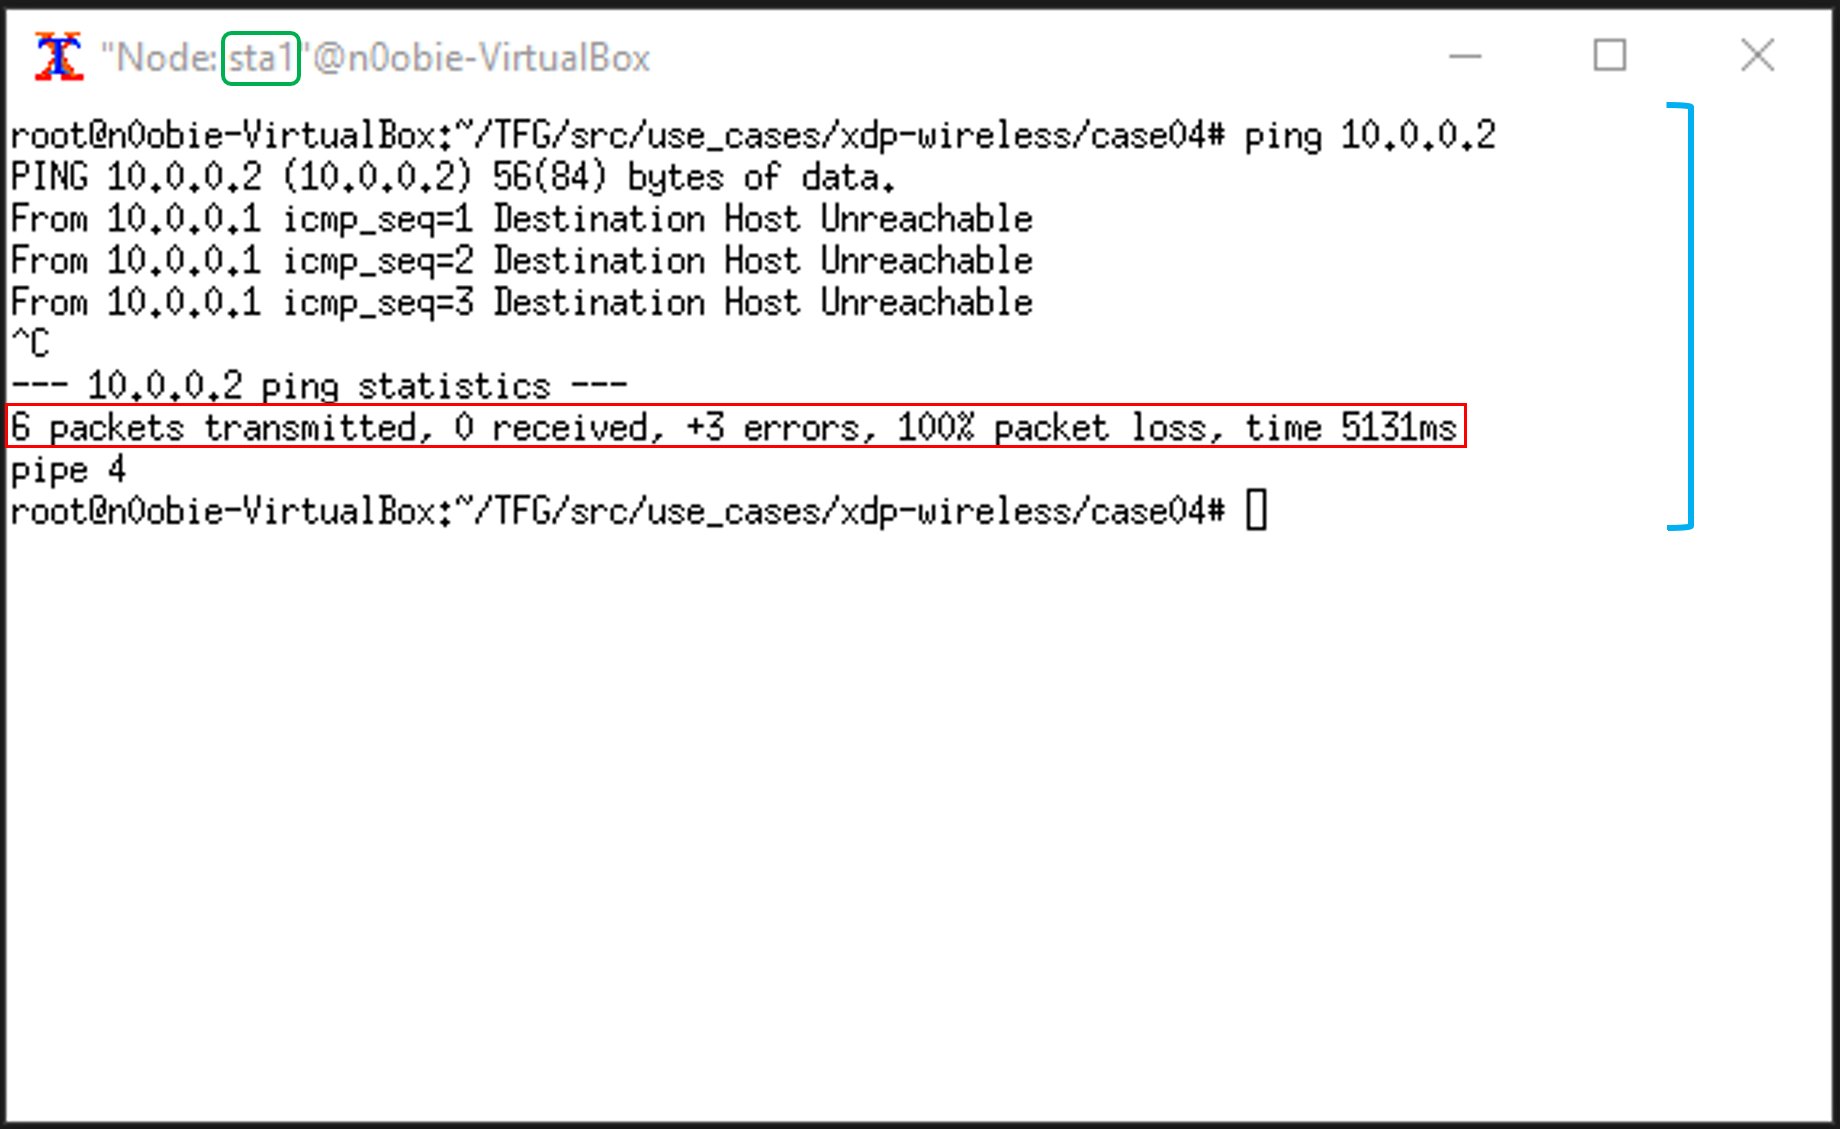 "Node: sta1"@n0obie-VirtualBox
root@n0obie-VirtualBox:~/TFG/src/use_cases/xdp-wireless/case04# ping 10.0.0.2
PING 10.0.0.2 (10.0.0.2) 56(84) bytes of data.
From 10.0.0.1 icmp_seq=1 Destination Host Unreachable
From 10.0.0.1 icmp_seq=2 Destination Host Unreachable
From 10.0.0.1 icmp_seq=3 Destination Host Unreachable
^C
--- 10.0.0.2 ping statistics ---
6 packets transmitted, 0 received, +3 errors, 100% packet loss, time 5131ms
pipe 4
root@n0obie-VirtualBox:~/TFG/src/use_cases/xdp-wireless/case04#